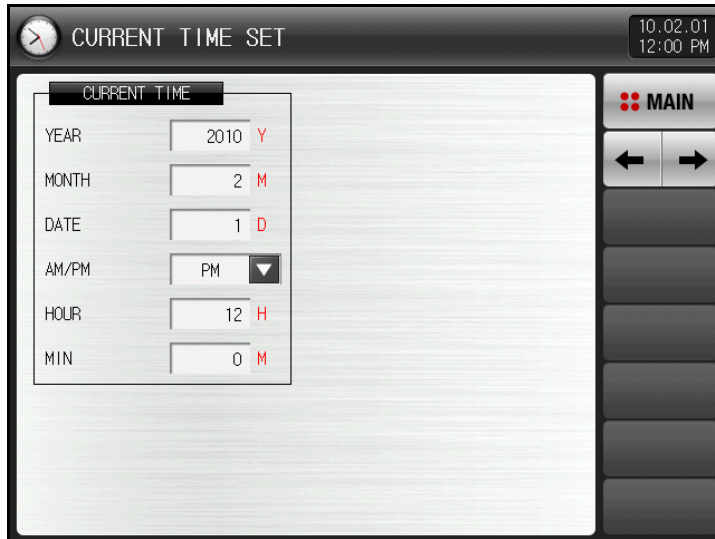 CURRENT TIME SET
10.02.01
12:00 PM
CURRENT TIME
YEAR 2010 Y
MONTH 2 M
DATE 1 D
AM/PM PM
HOUR 12 H
MIN 0 M
MAIN